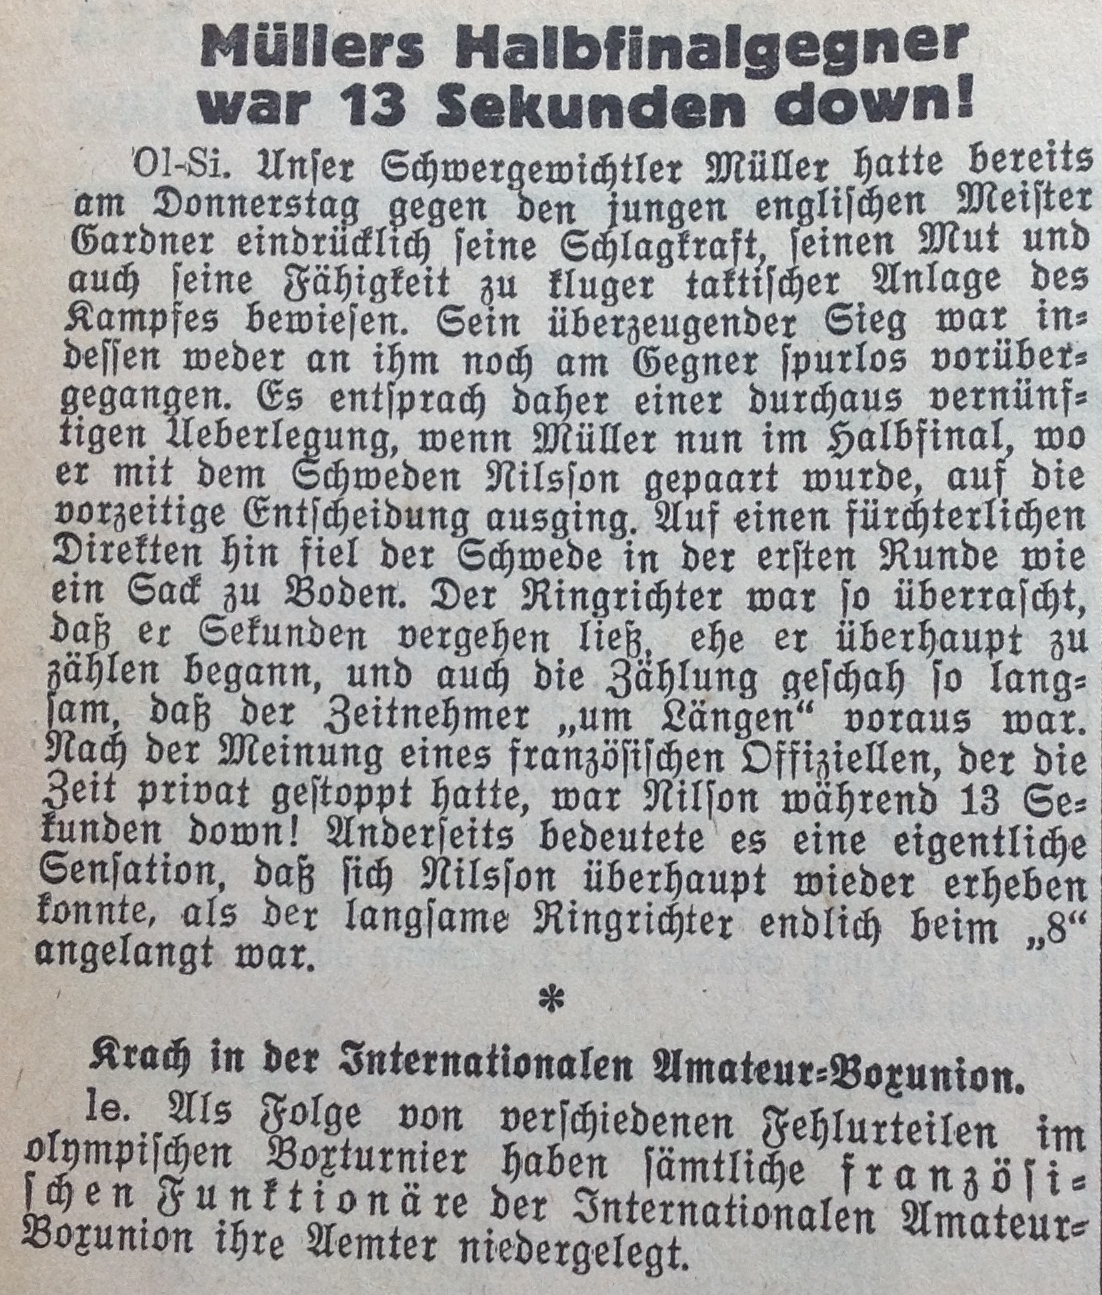 Müllers Halbfinalgegner
war 13 Sekunden down!
Ol-Si. Unser Schwergewichtler Müller hatte bereits
am Donnerstag gegen den jungen englischen Meister
Gardner eindrücklich seine Schlagkraft, seinen Mut und
auch seine Fähigkeit zu kluger taktischer Anlage des
Kampfes bewiesen. Sein überzeugender Sieg war in-
dessen weder an ihm noch am Gegner spurlos vorüber-
gegangen. Es entsprach daher einer durchaus vernünf-
tigen Ueberlegung, wenn Müller nun im Halbfinal, wo
er mit dem Schweden Nilsson gepaart wurde, auf die
vorzeitige Entscheidung ausging. Auf einen fürchterlichen
Direkten hin fiel der Schwede in der ersten Runde wie
ein Sack zu Boden. Der Ringrichter war so überrascht,
daß er Sekunden vergehen ließ, ehe er überhaupt zu
zählen begann, und auch die Zählung geschah so lang-
sam, daß der Zeitnehmer „um Längen“ voraus war.
Nach der Meinung eines französischen Offiziellen, der die
Zeit privat gestoppt hatte, war Nilson während 13 Se-
kunden down! Anderseits bedeutete es eine eigentliche
Sensation, daß sich Nilsson überhaupt wieder erheben
konnte, als der langsame Ringrichter endlich beim „8“
angelangt war.
*
Krach in der Internationalen Amateur-Boxunion.
le. Als Folge von verschiedenen Fehlurteilen im
olympischen Boxturnier haben sämtliche französi-
schen Funktionäre der Internationalen Amateur-
Boxunion ihre Aemter niedergelegt.